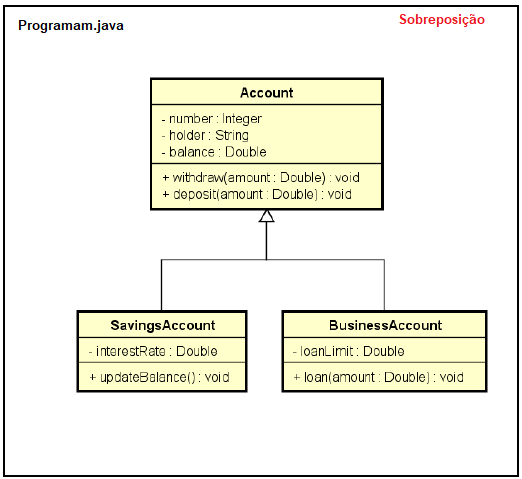 Programam.java
Sobreposição
Account
- number : Integer
- holder : String
- balance : Double
+ withdraw(amount : Double) : void
+ deposit(amount : Double) : void
SavingsAccount
- interestRate : Double
+ updateBalance() : void
BusinessAccount
- loanLimit : Double
+ loan(amount : Double) : void